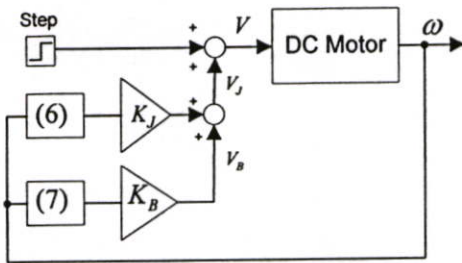 Step
+
+
V
DC Motor
ω
V_J
(6)
K_J
+
+
V_B
(7)
K_B